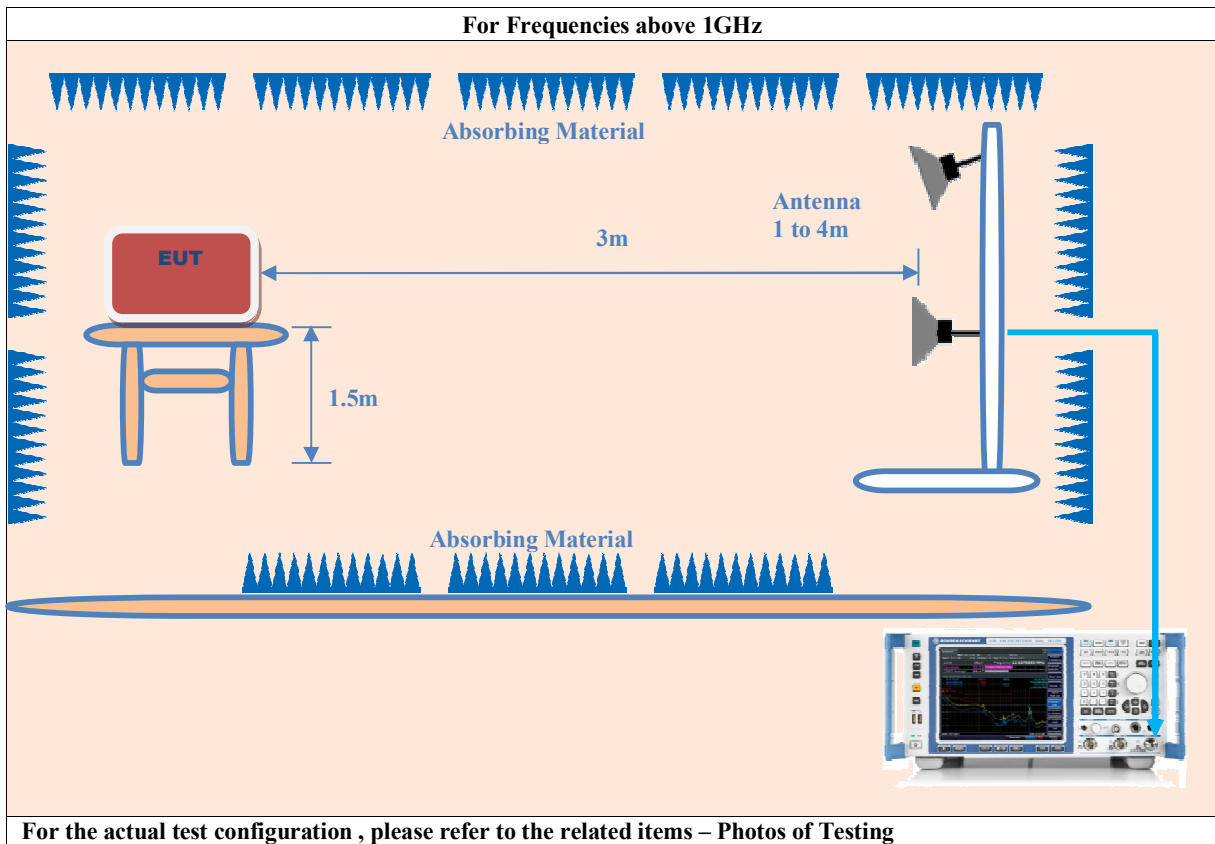 For Frequencies above 1GHz
Absorbing Material
Antenna
1 to 4m
3m
EUT
1.5m
Absorbing Material
For the actual test configuration , please refer to the related items – Photos of Testing